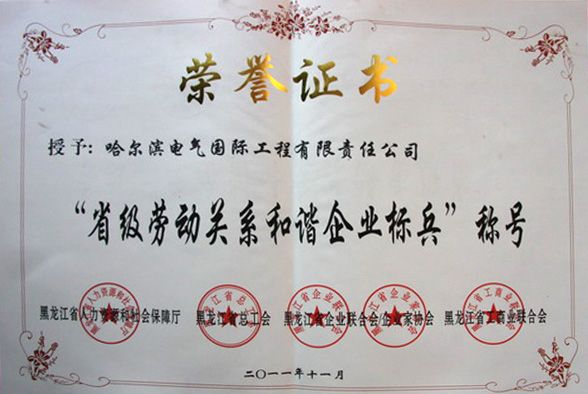 荣誉证书
授予：哈尔滨电气国际工程有限责任公司
“省级劳动关系和谐企业标兵”称号
黑龙江省人力资源和社会保障厅 黑龙江省总工会 黑龙江省企业联合会/企业家协会 黑龙江省工商业联合会
二〇一一年十一月